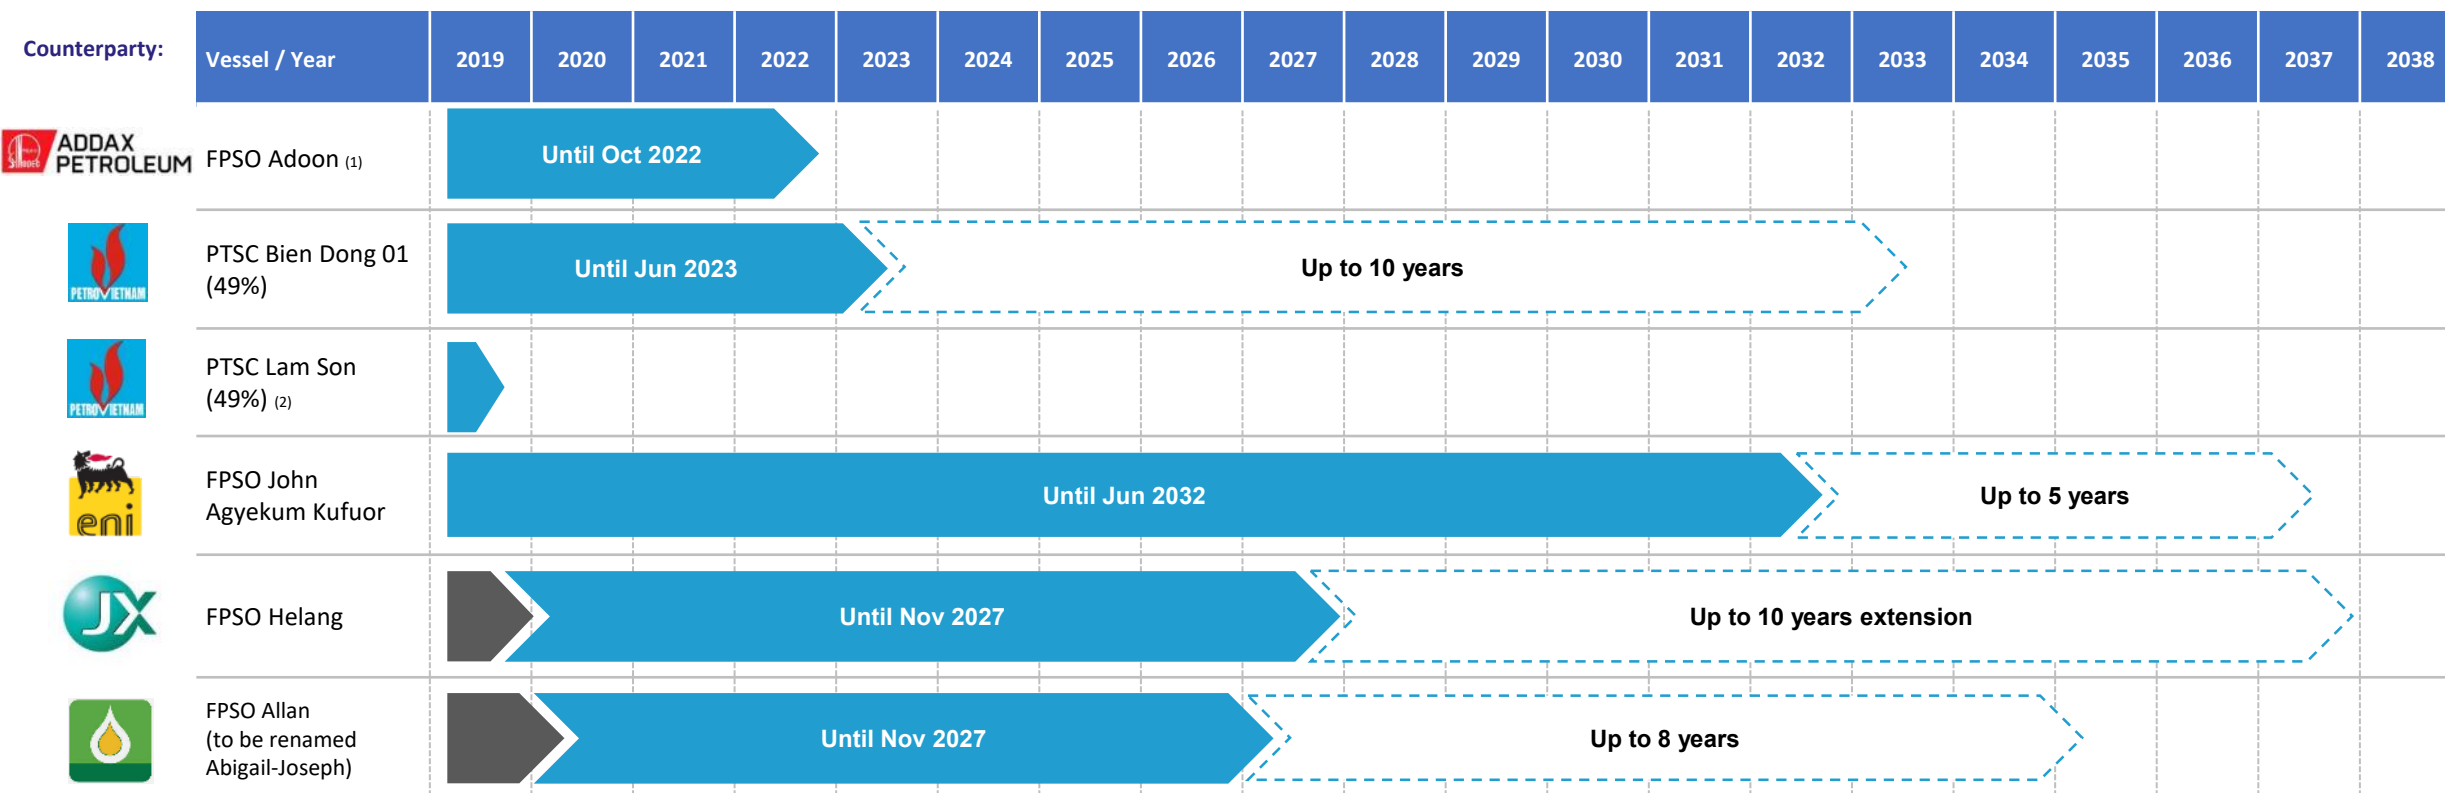 Counterparty:
Vessel / Year 2019 2020 2021 2022 2023 2024 2025 2026 2027 2028 2029 2030 2031 2032 2033 2034 2035 2036 2037 2038
ADDAX
PETROLEUM
FPSO Adoon (1)
Until Oct 2022
PETROVIETNAM
PTSC Bien Dong 01
(49%)
Until Jun 2023
Up to 10 years
PETROVIETNAM
PTSC Lam Son
(49%) (2)
eni
FPSO John
Agyekum Kufuor
Until Jun 2032
Up to 5 years
JX
FPSO Helang
Until Nov 2027
Up to 10 years extension
FPSO Allan
(to be renamed
Abigail-Joseph)
Until Nov 2027
Up to 8 years